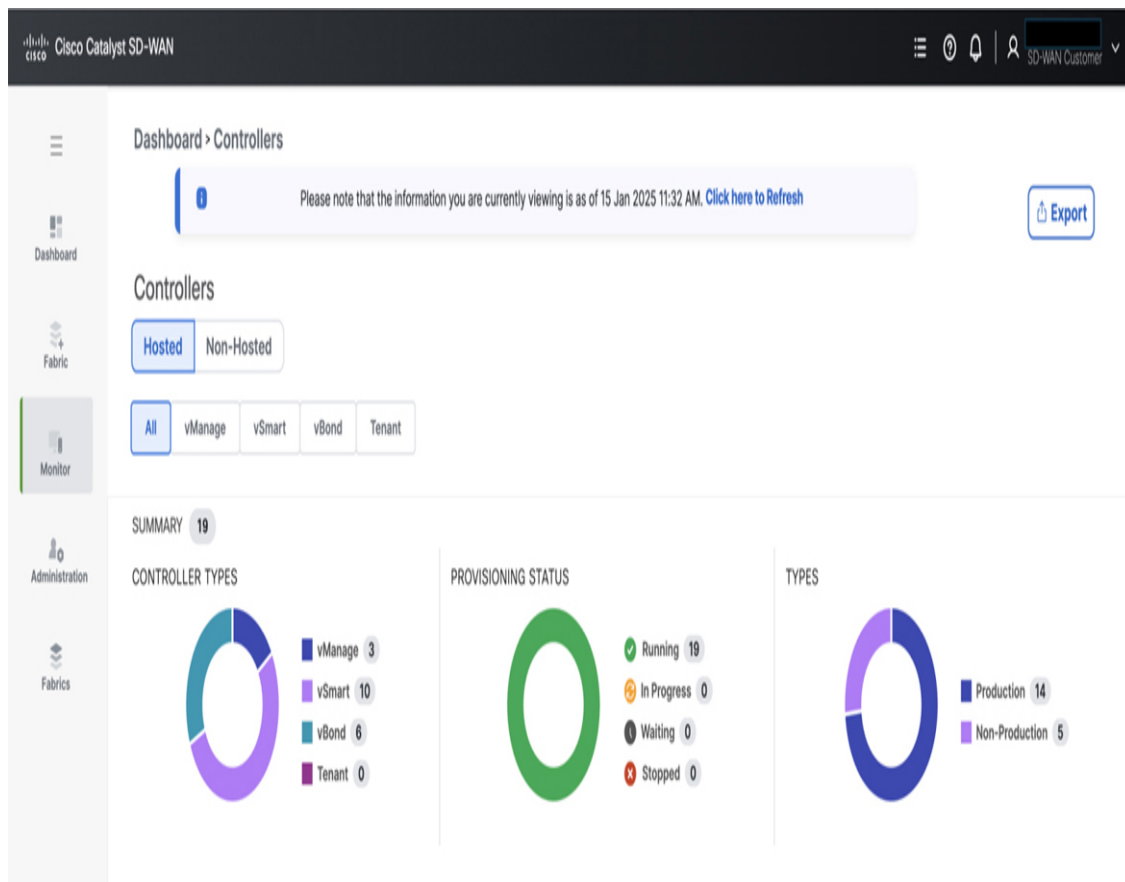 CISCO Cisco Catalyst SD-WAN
SD-WAN Customer
Dashboard › Controllers
Please note that the information you are currently viewing is as of 15 Jan 2025 11:32 AM. Click here to Refresh
Export
Dashboard
Controllers
Fabric
Hosted Non-Hosted
All vManage vSmart vBond Tenant
Monitor
SUMMARY 19
Administration
CONTROLLER TYPES
vManage 3
vSmart 10
vBond 6
Tenant 0
PROVISIONING STATUS
Running 19
In Progress 0
Waiting 0
Stopped 0
TYPES
Production 14
Non-Production 5
Fabrics